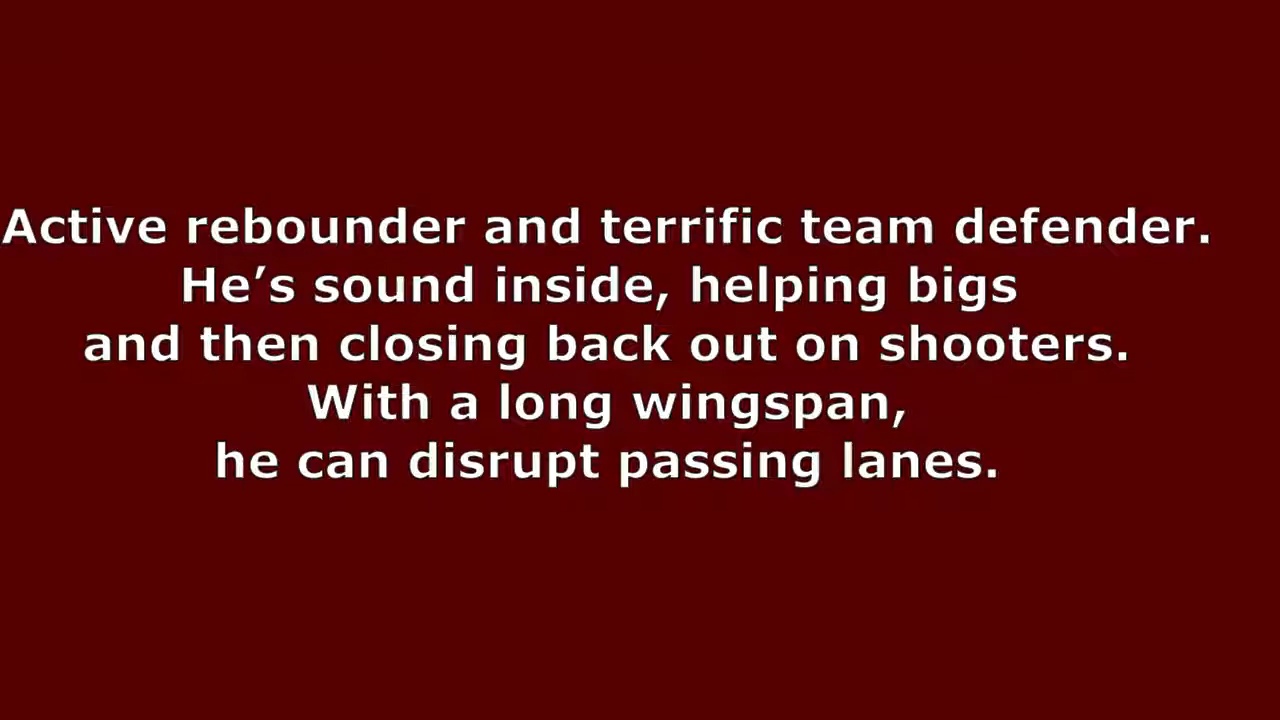 Active rebounder and terrific team defender.
He’s sound inside, helping bigs
and then closing back out on shooters.
With a long wingspan,
he can disrupt passing lanes.